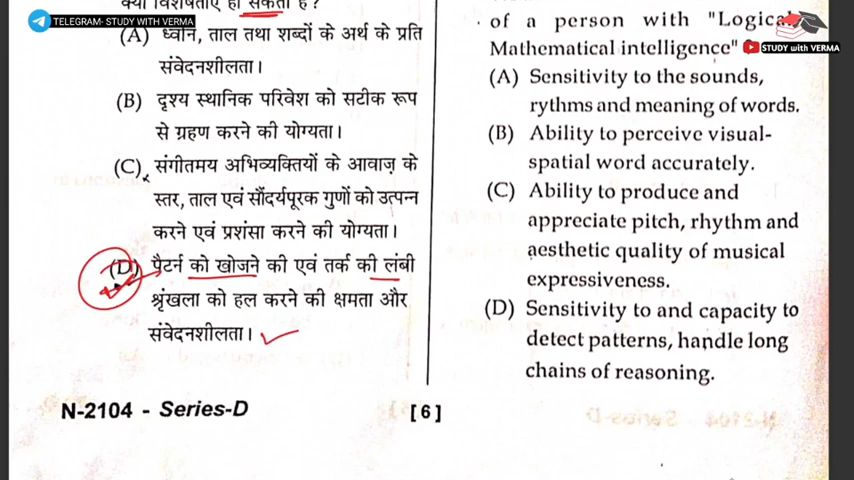 क्या विशेषताएँ हो सकती है ?
TELEGRAM- STUDY WITH VERMA
(A) ध्वनि, ताल तथा शब्दों के अर्थ के प्रति
संवेदनशीलता।
(B) दृश्य स्थानिक परिवेश को सटीक रूप
से ग्रहण करने की योग्यता।
(C) संगीतमय अभिव्यक्तियों के आवाज़ के
स्तर, ताल एवं सौंदर्यपूरक गुणों को उत्पन्न
करने एवं प्रशंसा करने की योग्यता।
(D) पैटर्न को खोजने की एवं तर्क की लंबी
श्रृंखला को हल करने की क्षमता और
संवेदनशीलता।
N-2104 - Series-D
[6]
of a person with "Logical
Mathematical intelligence"
STUDY with VERMA
(A) Sensitivity to the sounds,
rythms and meaning of words.
(B) Ability to perceive visual-
spatial word accurately.
(C) Ability to produce and
appreciate pitch, rhythm and
aesthetic quality of musical
expressiveness.
(D) Sensitivity to and capacity to
detect patterns, handle long
chains of reasoning.